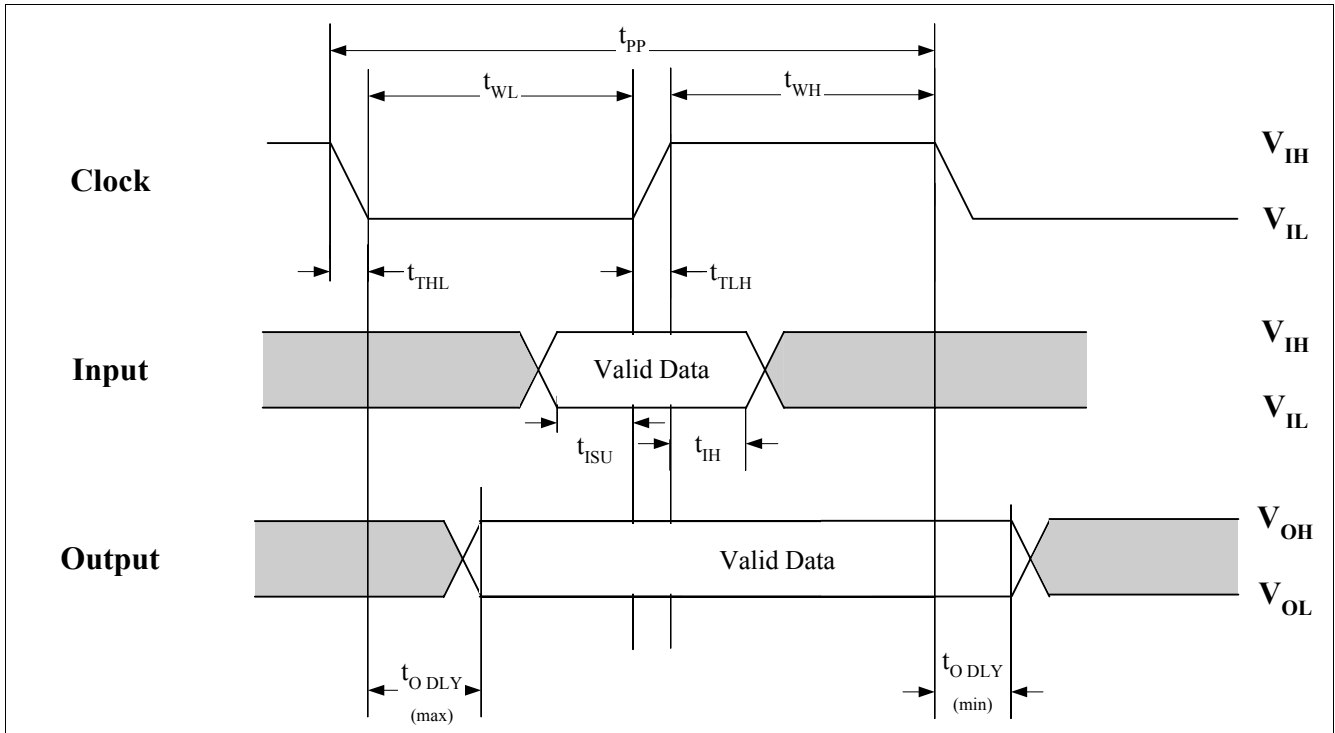 tPP
tWL
tWH
Clock
VIH
VIL
tTHL
tTLH
Input
Valid Data
VIH
VIL
tISU
tIH
Output
Valid Data
VOH
VOL
tO DLY
(max)
tO DLY
(min)